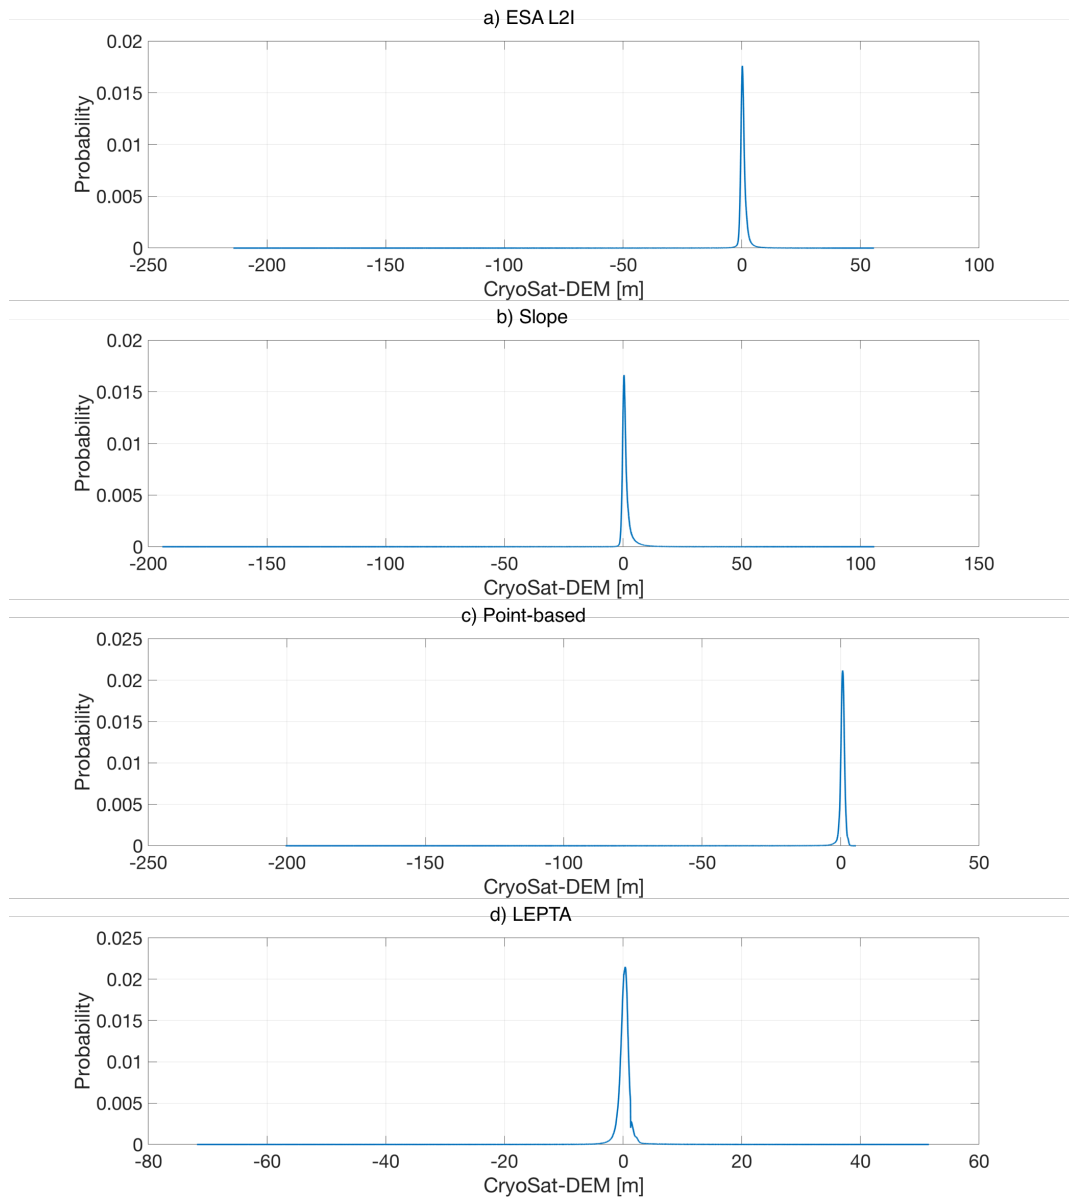 a) ESA L2I
0.02
0.015
0.01
0.005
0
Probability
-250 -200 -150 -100 -50 0 50 100
CryoSat-DEM [m]
b) Slope
0.02
0.015
0.01
0.005
0
Probability
-200 -150 -100 -50 0 50 100 150
CryoSat-DEM [m]
c) Point-based
0.025
0.02
0.015
0.01
0.005
0
Probability
-250 -200 -150 -100 -50 0 50
CryoSat-DEM [m]
d) LEPTA
0.025
0.02
0.015
0.01
0.005
0
Probability
-80 -60 -40 -20 0 20 40 60
CryoSat-DEM [m]